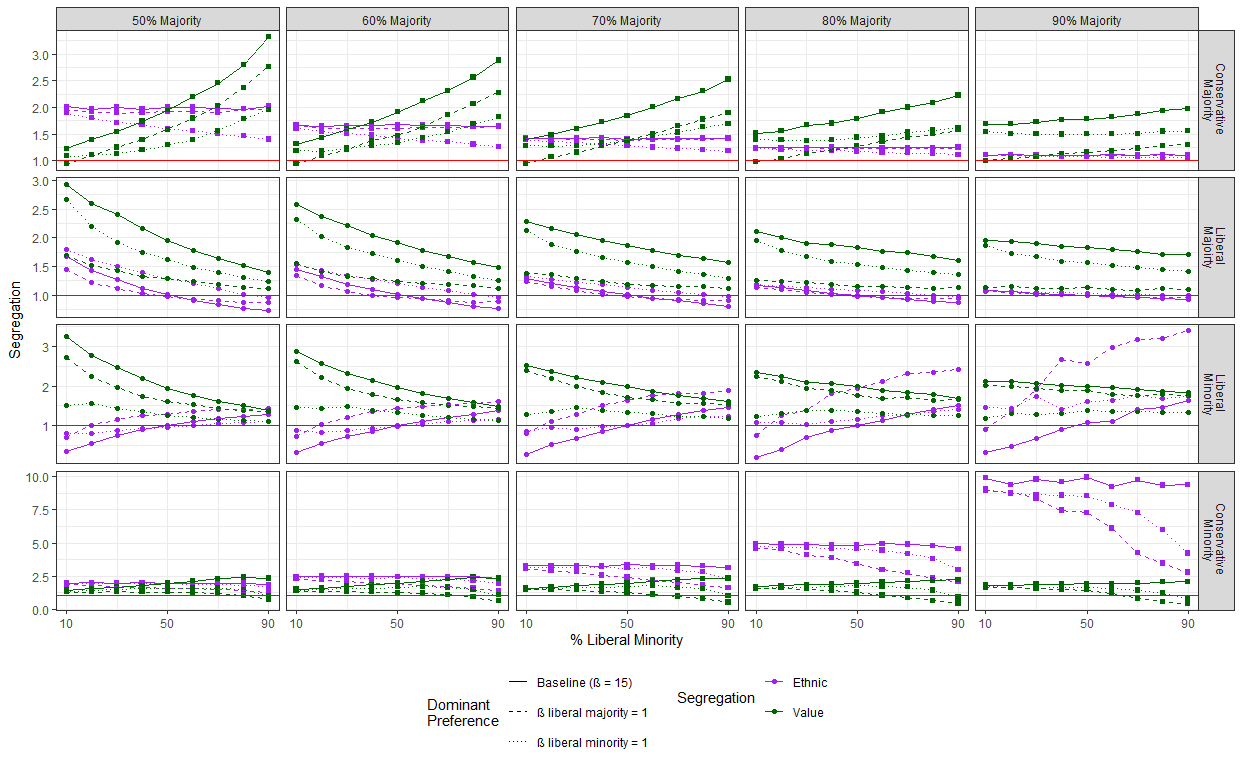 50% Majority 60% Majority 70% Majority 80% Majority 90% Majority
3.0
2.5
2.0
1.5
1.0
Conservative
Majority
3.0
2.5
2.0
1.5
1.0
Liberal
Majority
Segregation
3
2
1
Liberal
Minority
10.0
7.5
5.0
2.5
0.0
Conservative
Minority
10 50 90 10 50 90 10 50 90 10 50 90 10 50 90
% Liberal Minority
Dominant
Preference
Baseline (ß = 15)
ß liberal majority = 1
ß liberal minority = 1
Segregation
Ethnic
Value